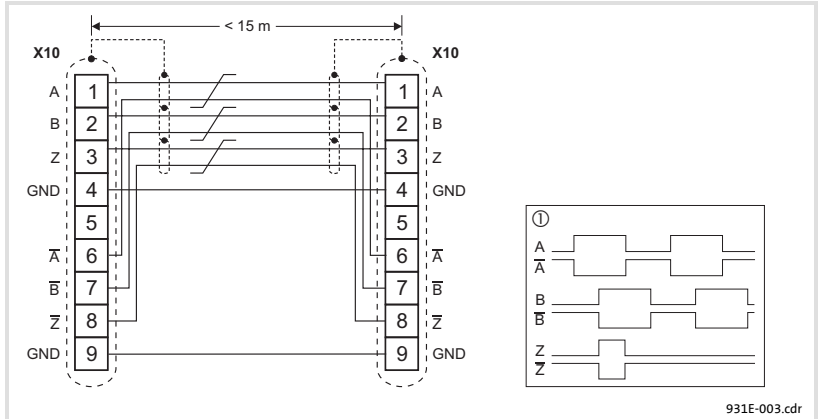 < 15 m
X10 X10
A 1 1 A
B 2 2 B
Z 3 3 Z
GND 4 4 GND
5 5
A̅ 6 6 A̅
B̅ 7 7 B̅
Z̅ 8 8 Z̅
GND 9 9 GND
①
A
A̅
B
B̅
Z
Z̅
931E-003.cdr